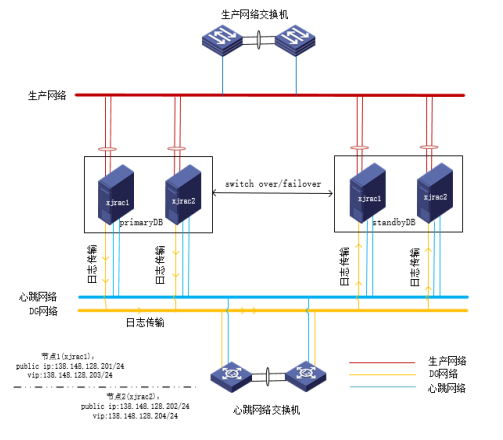 生产网络交换机
生产网络
switch over/failover
xjrac1
xjrac2
xjrac1
xjrac2
primaryDB
standbyDB
日志传输
日志传输
日志传输
日志传输
心跳网络
DG网络
日志传输
节点1(xjrac1),
public ip:138.148.128.201/24
vip:138.148.128.203/24
节点2(xjrac2),
public ip:138.148.128.202/24
vip:138.148.128.204/24
心跳网络交换机
生产网络
DG网络
心跳网络